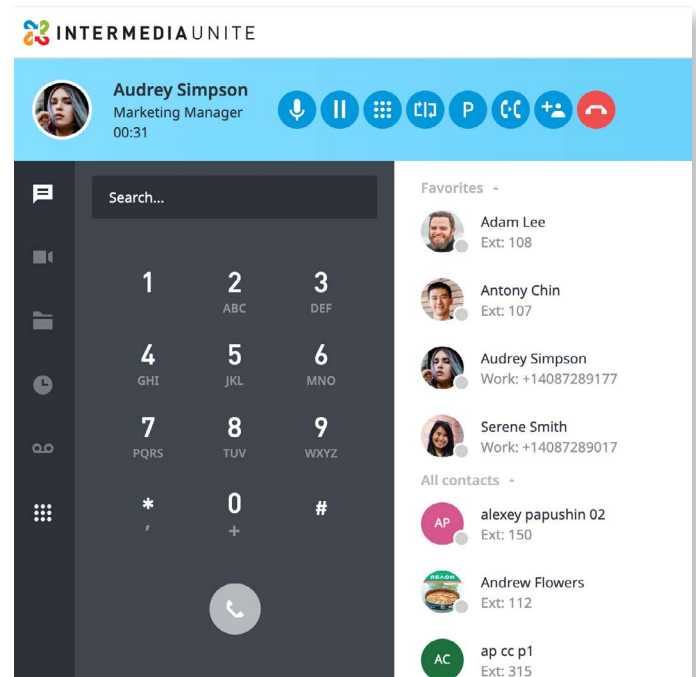 INTERMEDIAUNITE
Audrey Simpson
Marketing Manager
00:31
P
Search...
1
2
ABC
3
DEF
4
GHI
5
JKL
6
MNO
7
PQRS
8
TUV
9
WXYZ
*
,
0
+
#
Favorites
Adam Lee
Ext: 108
Antony Chin
Ext: 107
Audrey Simpson
Work: +14087289177
Serene Smith
Work: +14087289017
All contacts
AP
alexey papushin 02
Ext: 150
Andrew Flowers
Ext: 112
AC
ap cc p1
Ext: 315